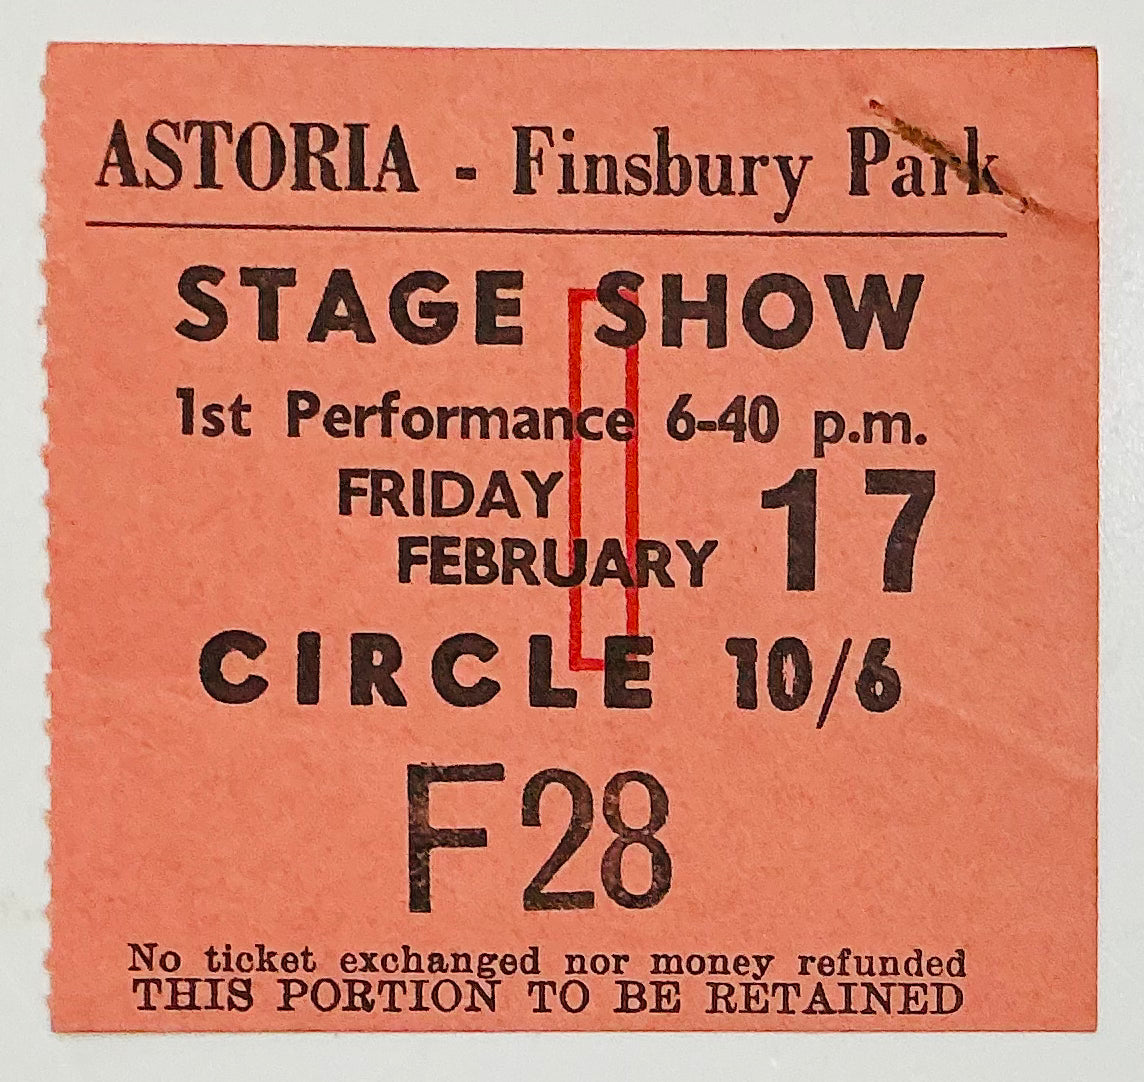 ASTORIA - Finsbury Park
STAGE SHOW
1st Performance 6-40 p.m.
FRIDAY
FEBRUARY 17
CIRCLE 10/6
F28
No ticket exchanged nor money refunded
THIS PORTION TO BE RETAINED